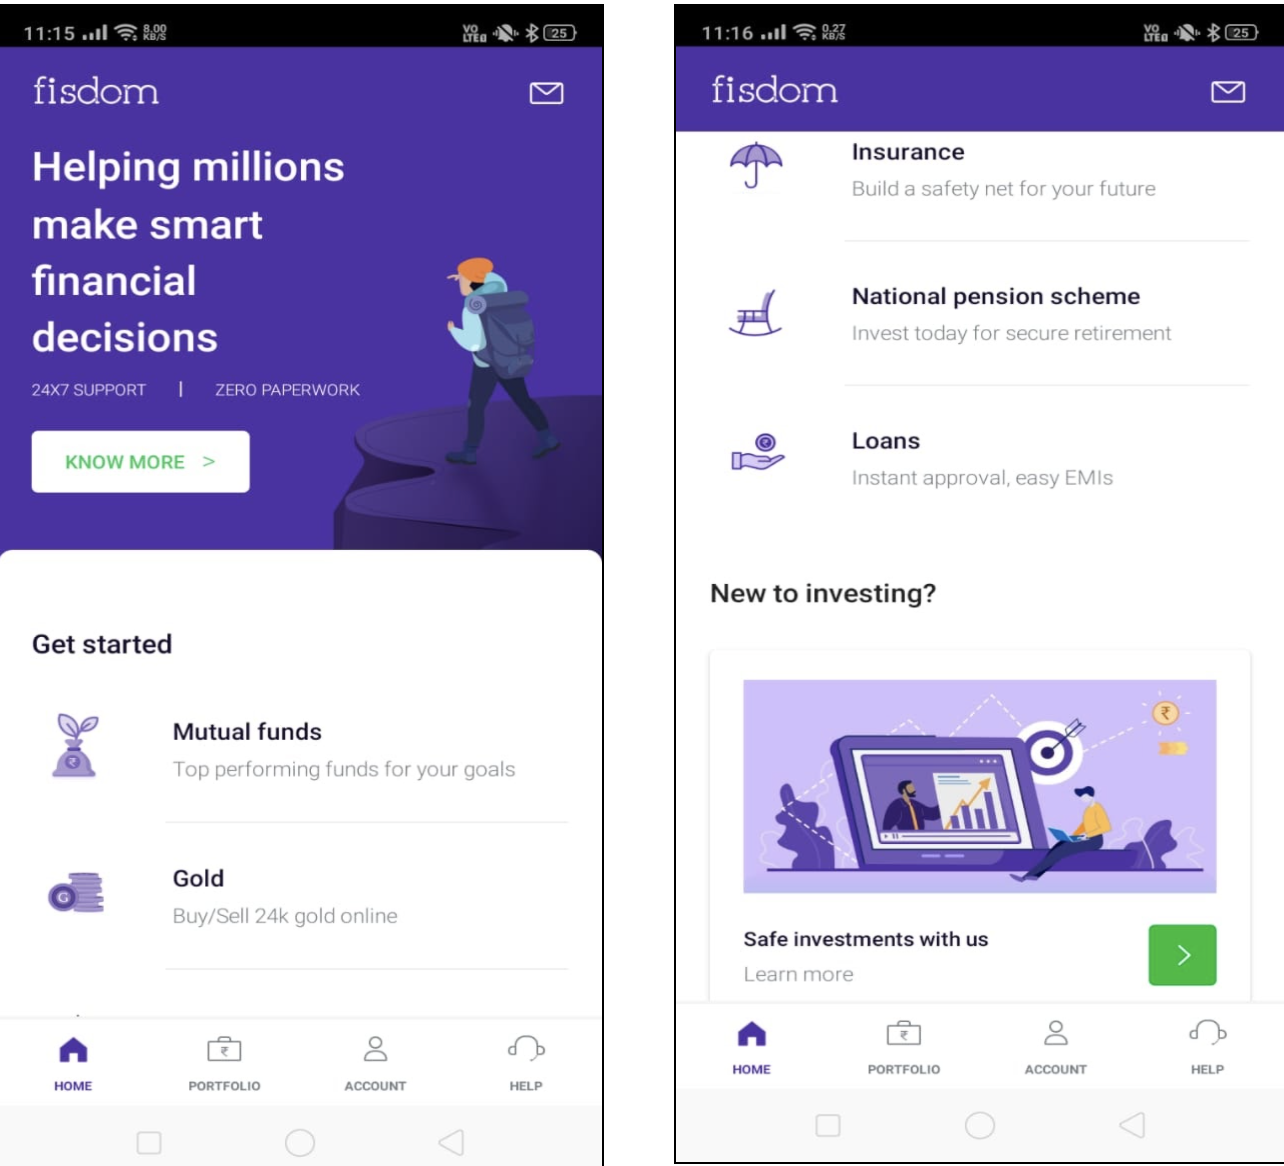 11:15
8.00
KB/S
VO
LTE
25
fisdom
Helping millions
make smart
financial
decisions
24X7 SUPPORT | ZERO PAPERWORK
KNOW MORE >
Get started
₹
Mutual funds
Top performing funds for your goals
G
Gold
Buy/Sell 24k gold online
₹
HOME PORTFOLIO ACCOUNT HELP
11:16
0.27
KB/S
VO
LTE
25
fisdom
Insurance
Build a safety net for your future
National pension scheme
Invest today for secure retirement
₹
Loans
Instant approval, easy EMIs
New to investing?
₹
Safe investments with us
Learn more
₹
HOME PORTFOLIO ACCOUNT HELP